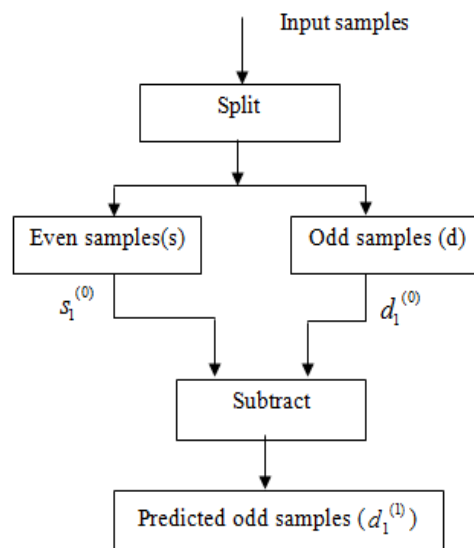 Input samples
Split
Even samples(s)
Odd samples (d)
s₁⁽⁰⁾
d₁⁽⁰⁾
Subtract
Predicted odd samples (d₁⁽¹⁾)